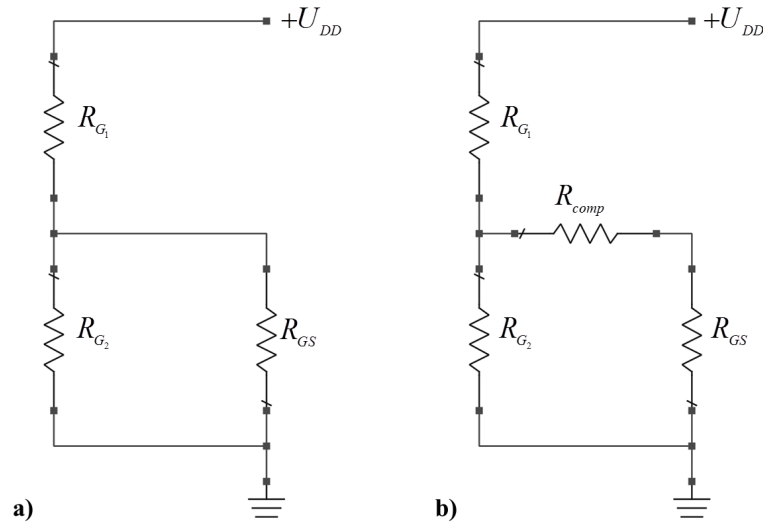 +U_DD
R_G1
R_G2
R_GS
a)
+U_DD
R_G1
R_comp
R_G2
R_GS
b)